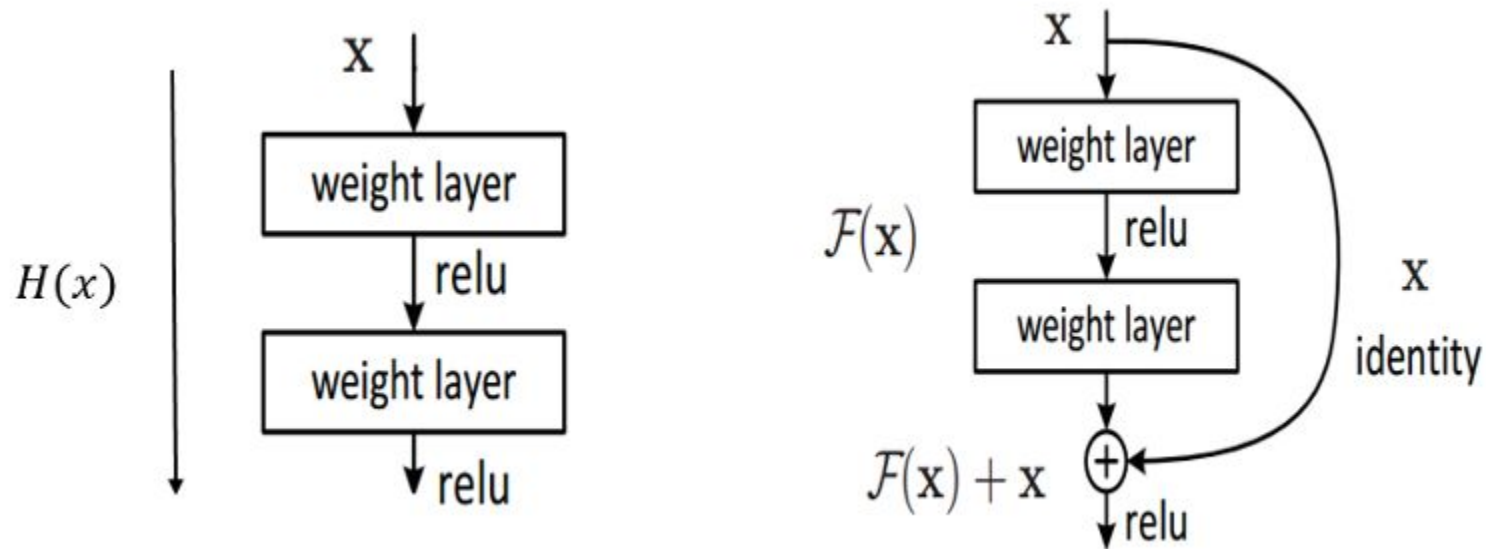 x
weight layer
relu
H(x)
weight layer
relu
x
weight layer
relu
F(x)
x
identity
weight layer
+
F(x) + x
relu